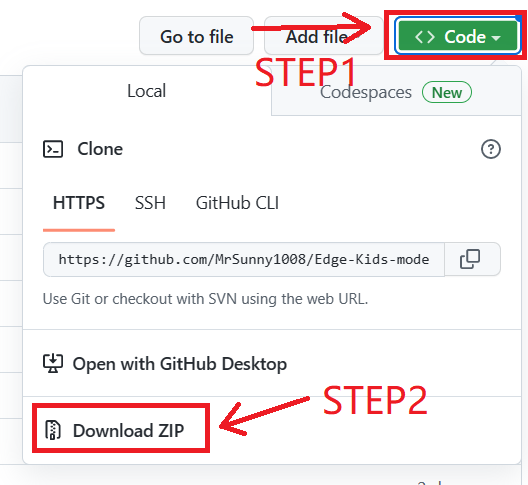 Go to file
Add file
<> Code
STEP1
Local
Codespaces
New
Clone
HTTPS
SSH
GitHub CLI
https://github.com/MrSunny1008/Edge-Kids-mode
Use Git or checkout with SVN using the web URL.
Open with GitHub Desktop
STEP2
Download ZIP